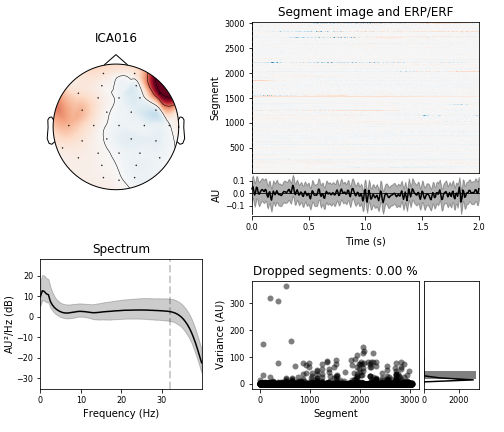 ICA016
Segment image and ERP/ERF
3000
2500
2000
1500
1000
500
Segment
0.1
0.0
−0.1
AU
0.0 0.5 1.0 1.5 2.0
Time (s)
Spectrum
20
10
0
−10
−20
−30
AU²/Hz (dB)
0 10 20 30
Frequency (Hz)
Dropped segments: 0.00 %
300
200
100
0
Variance (AU)
0 1000 2000 3000
Segment
0 2000